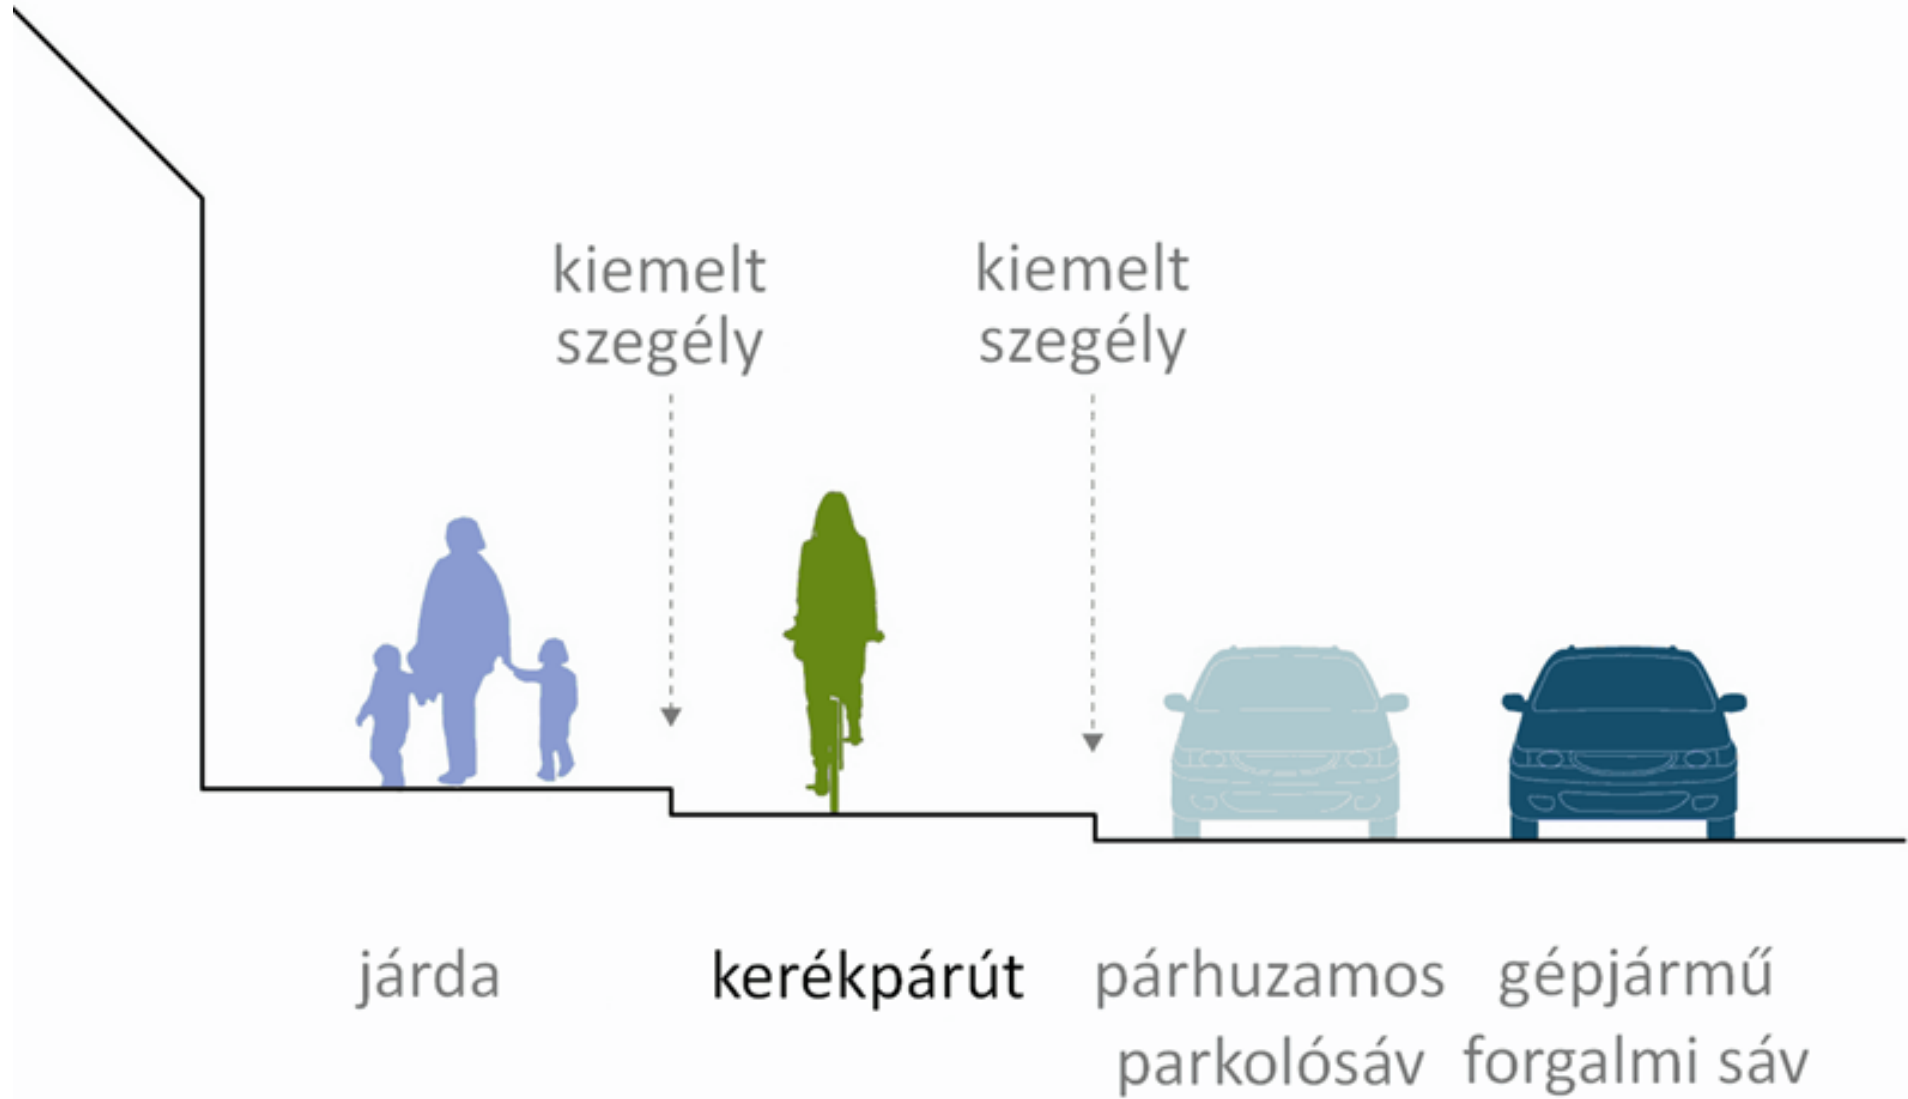 kiemelt
szegély
kiemelt
szegély
járda
kerékpárút
párhuzamos
parkolósáv
gépjármű
forgalmi sáv